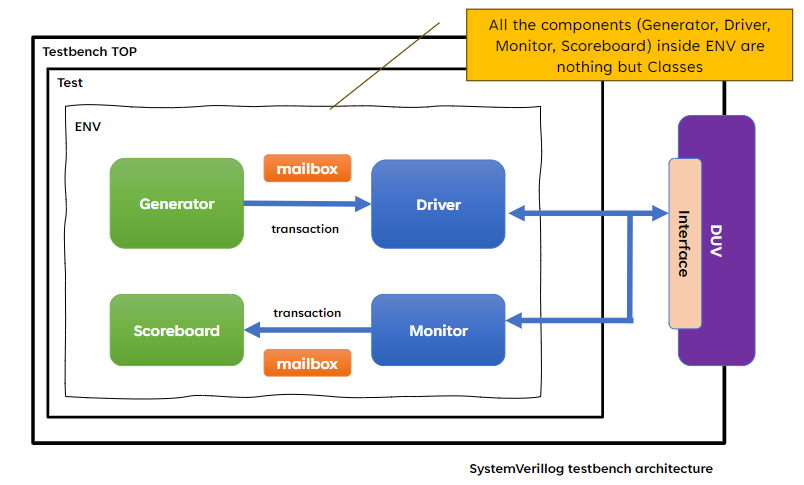 All the components (Generator, Driver,
Monitor, Scoreboard) inside ENV are
nothing but Classes
Testbench TOP
Test
ENV
mailbox
Generator
Driver
transaction
Interface
DUV
transaction
Scoreboard
Monitor
mailbox
SystemVerillog testbench architecture